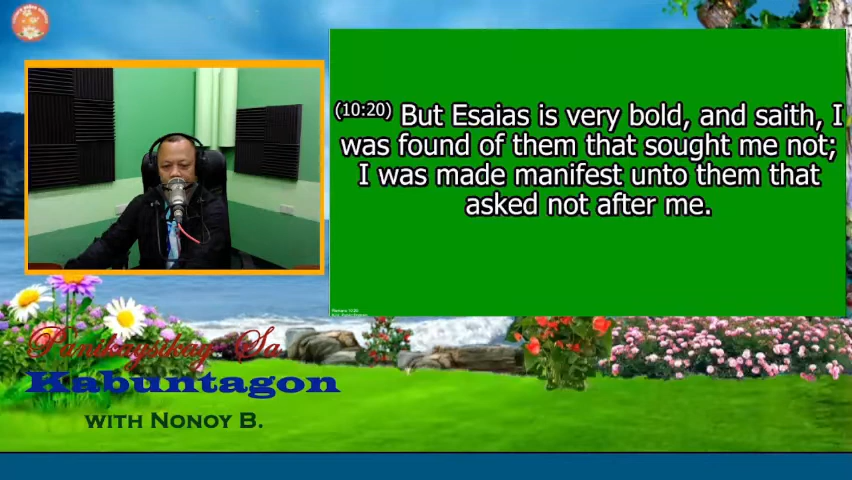 (10:20) But Esaias is very bold, and saith, I
was found of them that sought me not;
I was made manifest unto them that
asked not after me.
Panikaysikay Sa
Kabuntagon
WITH NONOY B.